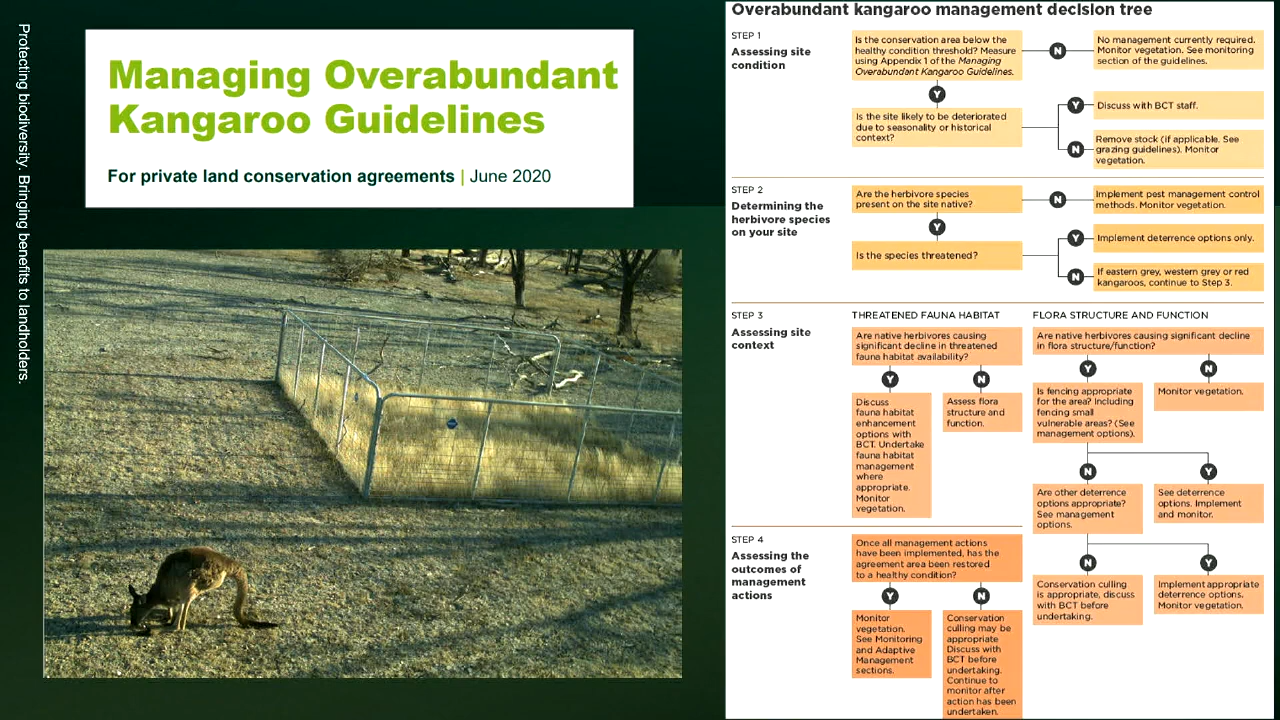 Protecting biodiversity. Bringing benefits to landholders.
Managing Overabundant
Kangaroo Guidelines
For private land conservation agreements | June 2020
Overabundant kangaroo management decision tree
STEP 1
Assessing site
condition
Is the conservation area below the
healthy condition threshold? Measure
using Appendix 1 of the Managing
Overabundant Kangaroo Guidelines.
N
No management currently required.
Monitor vegetation. See monitoring
section of the guidelines.
Y
Is the site likely to be deteriorated
due to seasonality or historical
context?
Y
Discuss with BCT staff.
N
Remove stock (if applicable. See
grazing guidelines). Monitor
vegetation.
STEP 2
Determining the
herbivore species
on your site
Are the herbivore species
present on the site native?
N
Implement pest management control
methods. Monitor vegetation.
Y
Is the species threatened?
Y
Implement deterrence options only.
N
If eastern grey, western grey or red
kangaroos, continue to Step 3.
STEP 3
Assessing site
context
THREATENED FAUNA HABITAT
Are native herbivores causing
significant decline in threatened
fauna habitat availability?
Y
Discuss
fauna habitat
enhancement
options with
BCT. Undertake
fauna habitat
management
where
appropriate.
Monitor
vegetation.
N
Assess flora
structure and
function.
FLORA STRUCTURE AND FUNCTION
Are native herbivores causing significant decline
in flora structure/function?
Y
Is fencing appropriate
for the area? Including
fencing small
vulnerable areas? (See
management options).
N
Monitor vegetation.
N
Are other deterrence
options appropriate?
See management
options.
Y
See deterrence
options. Implement
and monitor.
N
Conservation culling
is appropriate, discuss
with BCT before
undertaking.
Y
Implement appropriate
deterrence options.
Monitor vegetation.
STEP 4
Assessing the
outcomes of
management
actions
Once all management actions
have been implemented, has the
agreement area been restored
to a healthy condition?
Y
Monitor
vegetation.
See Monitoring
and Adaptive
Management
sections.
N
Conservation
culling may be
appropriate
Discuss with
BCT before
undertaking.
Continue to
monitor after
action has been
undertaken.